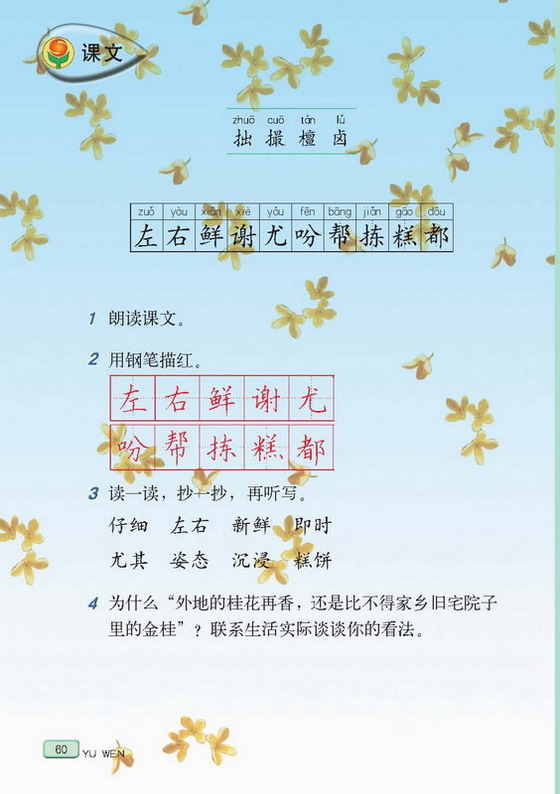 课文
zhuō cuō tán lǔ
拙 撮 檀 卤
zuǒ yòu xiān xiè yóu fēn bāng jiǎn gāo dōu
左 右 鲜 谢 尤 吩 帮 拣 糕 都
1 朗读课文。
2 用钢笔描红。
左 右 鲜 谢 尤
吩 帮 拣 糕 都
3 读一读，抄一抄，再听写。
仔细 左右 新鲜 即时
尤其 姿态 沉浸 糕饼
4 为什么“外地的桂花再香，还是比不得家乡旧宅院子
里的金桂”？联系生活实际谈谈你的看法。
60 YU WEN